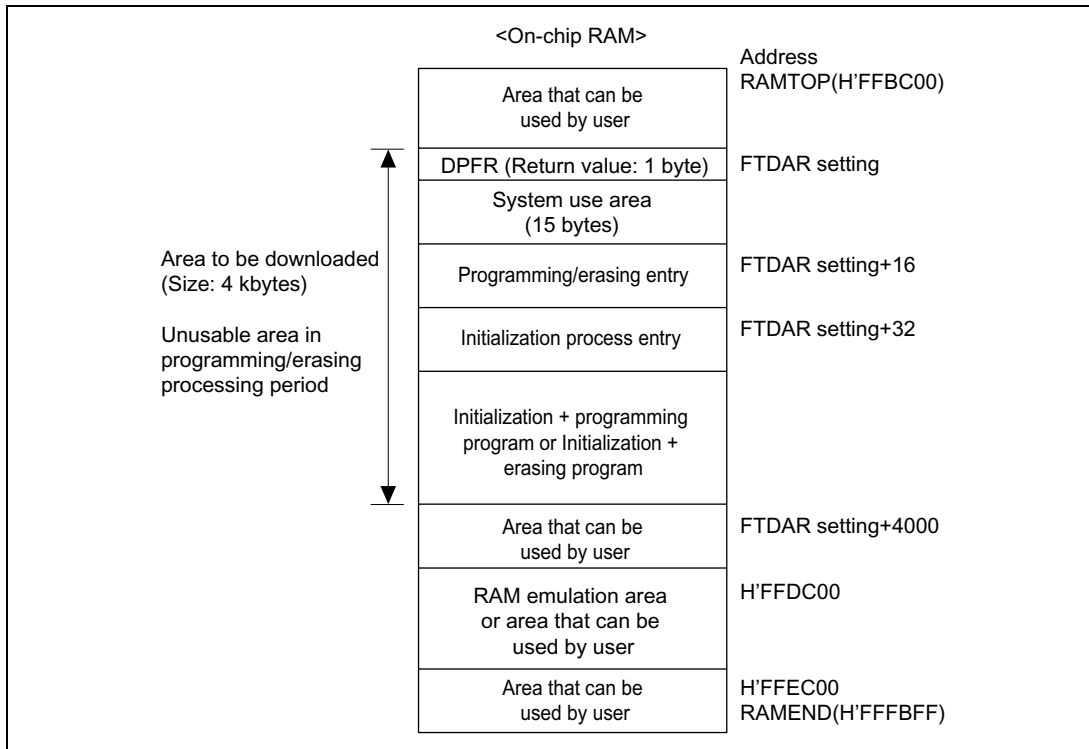 <On-chip RAM>
Address
RAMTOP(H'FFBC00)
Area that can be
used by user
DPFR (Return value: 1 byte)
FTDAR setting
System use area
(15 bytes)
Area to be downloaded
(Size: 4 kbytes)
Unusable area in
programming/erasing
processing period
Programming/erasing entry
FTDAR setting+16
Initialization process entry
FTDAR setting+32
Initialization + programming
program or Initialization +
erasing program
Area that can be
used by user
FTDAR setting+4000
RAM emulation area
or area that can be
used by user
H'FFDC00
Area that can be
used by user
H'FFEC00
RAMEND(H'FFFBFF)